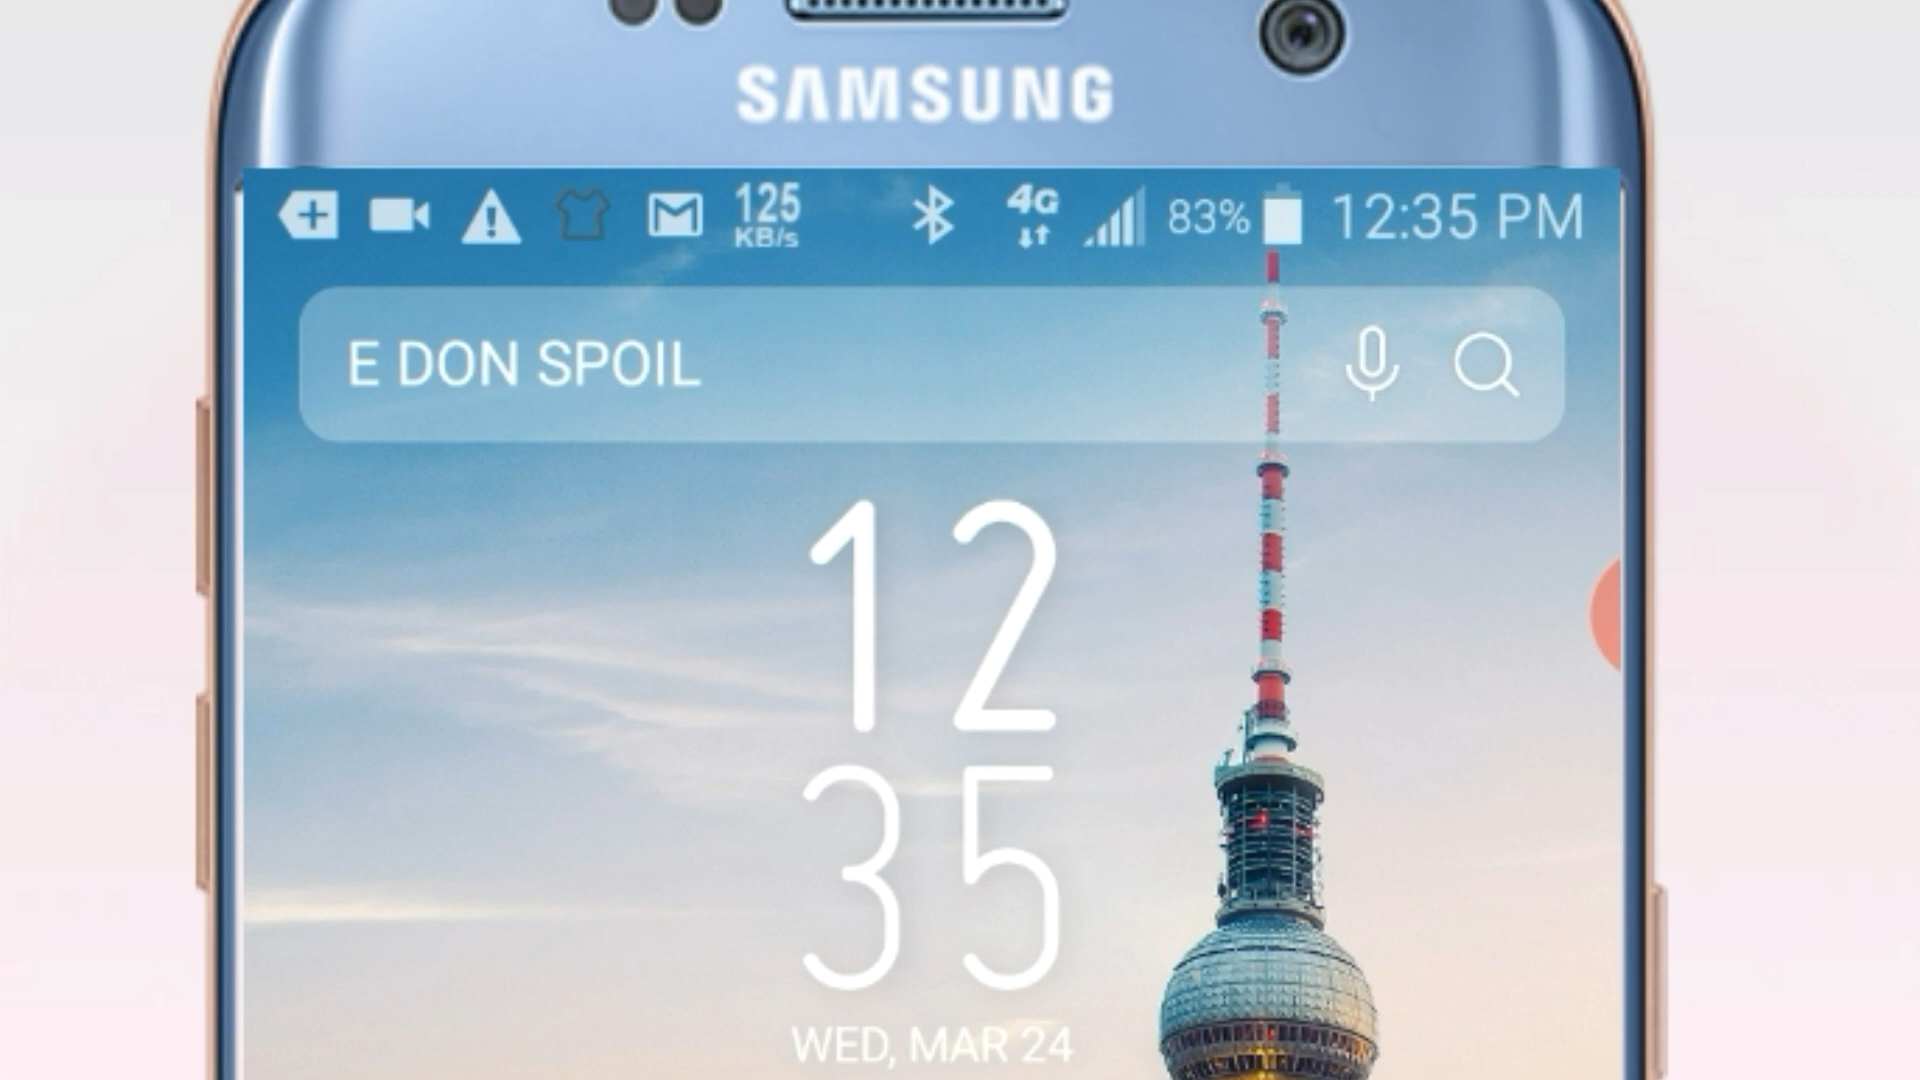 SAMSUNG
125 KB/s 4G 83% 12:35 PM
E DON SPOIL
12
35
WED, MAR 24